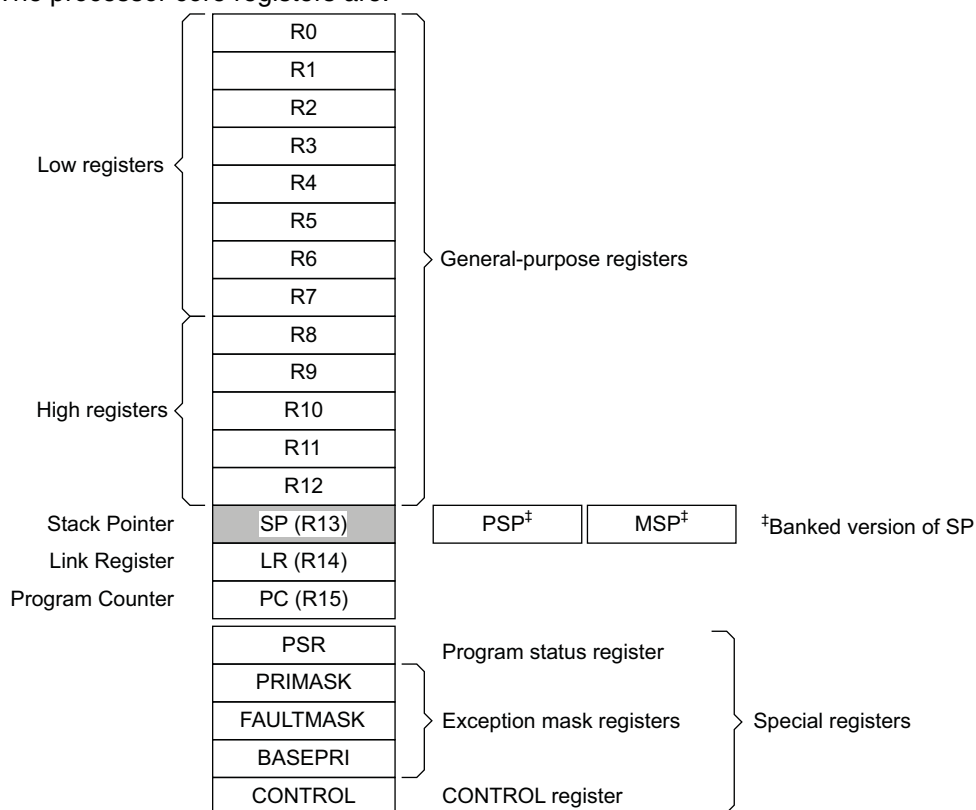 The processor core registers are:
R0
R1
R2
R3
Low registers
R4
R5
R6
General-purpose registers
R7
R8
R9
High registers
R10
R11
R12
Stack Pointer SP (R13) PSP‡ MSP‡ ‡Banked version of SP
Link Register LR (R14)
Program Counter PC (R15)
PSR Program status register
PRIMASK
FAULTMASK Exception mask registers Special registers
BASEPRI
CONTROL CONTROL register